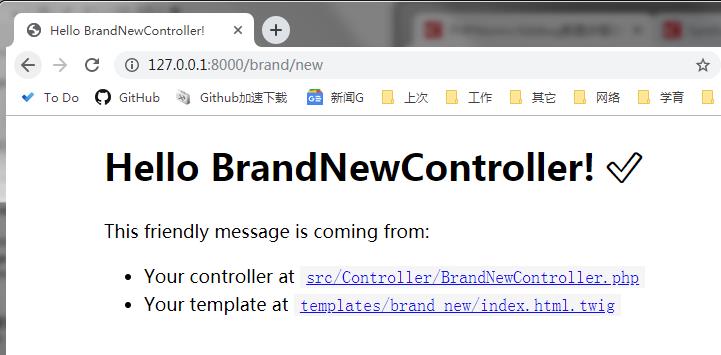 Hello BrandNewController!
127.0.0.1:8000/brand/new
To Do GitHub Github加速下载 新闻G 上次 工作 其它 网络 学育
Hello BrandNewController! ✓
This friendly message is coming from:
• Your controller at src/Controller/BrandNewController.php
• Your template at templates/brand_new/index.html.twig